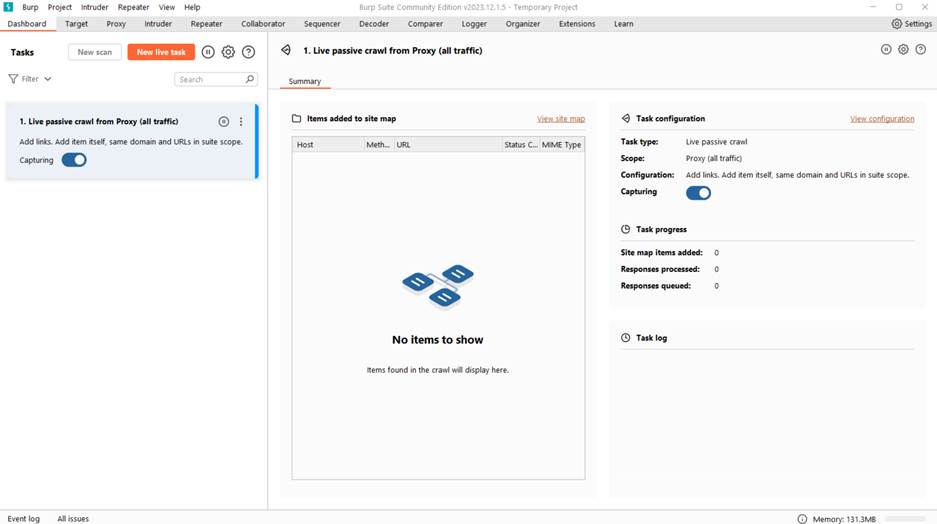 Burp Project Intruder Repeater View Help Burp Suite Community Edition v2023.12.1.5 - Temporary Project
Dashboard Target Proxy Intruder Repeater Collaborator Sequencer Decoder Comparer Logger Organizer Extensions Learn Settings
Tasks New scan New live task
Filter Search
1. Live passive crawl from Proxy (all traffic)
Add links. Add item itself, same domain and URLs in suite scope.
Capturing
1. Live passive crawl from Proxy (all traffic)
Summary
Items added to site map View site map
Host Meth... URL Status C... MIME Type
No items to show
Items found in the crawl will display here.
Task configuration View configuration
Task type: Live passive crawl
Scope: Proxy (all traffic)
Configuration: Add links. Add item itself, same domain and URLs in suite scope.
Capturing
Task progress
Site map items added: 0
Responses processed: 0
Responses queued: 0
Task log
Event log All issues Memory: 131.3MB